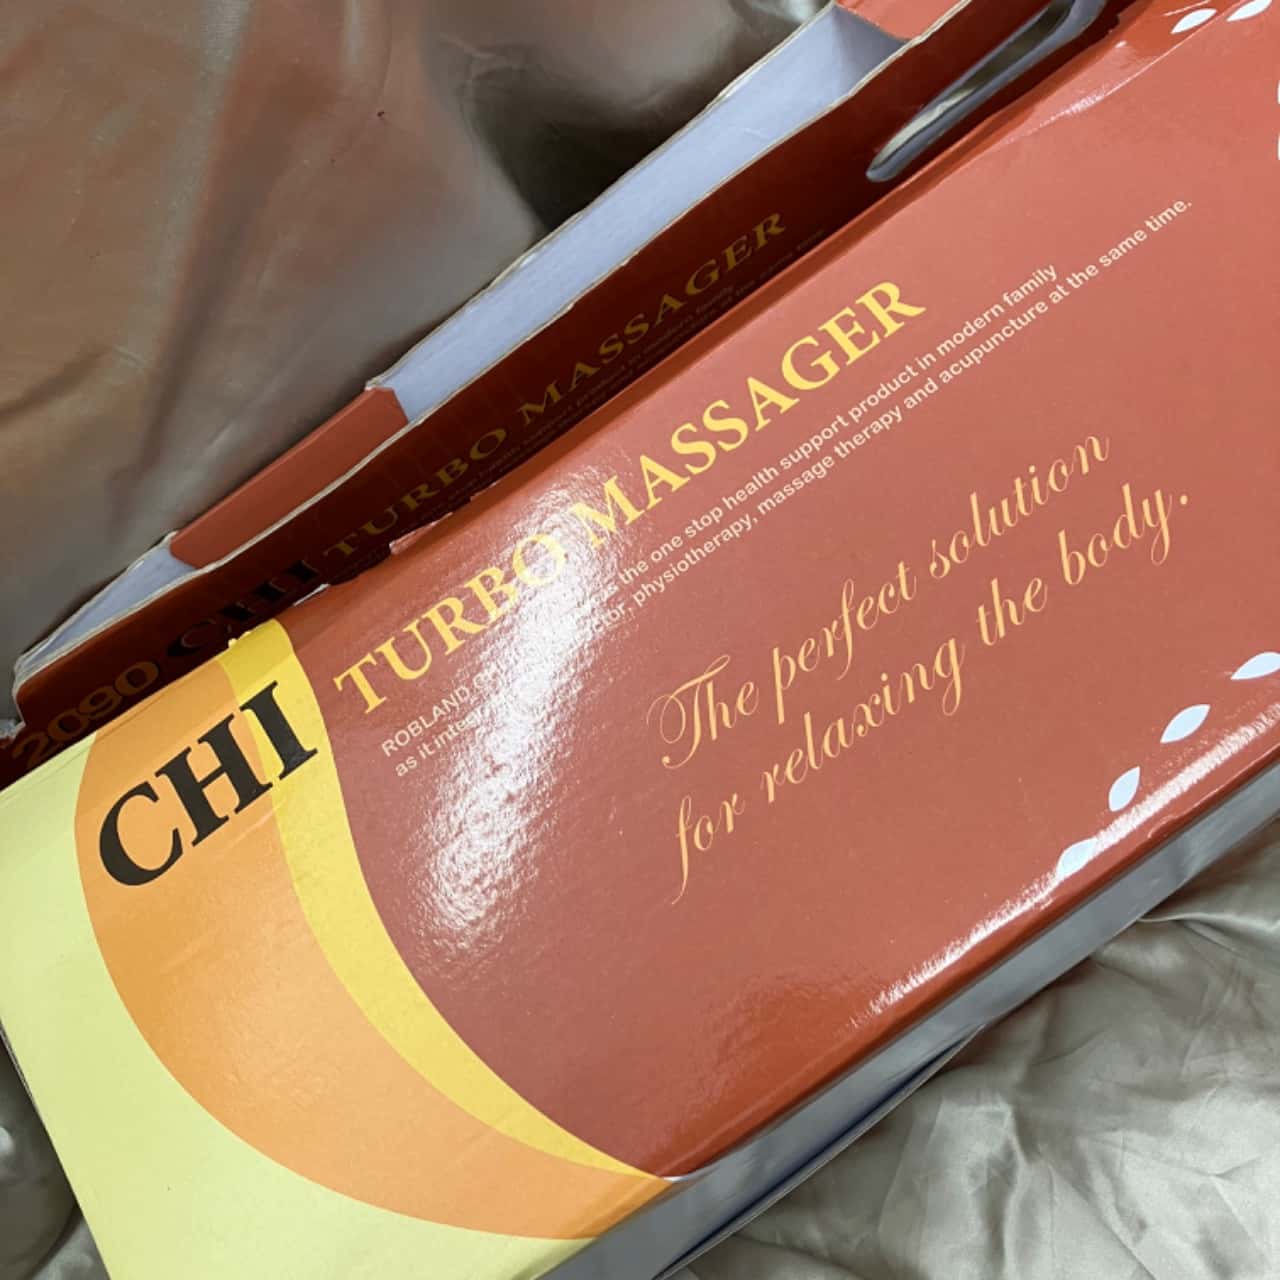 2090 CHI TURBO MASSAGER
CHI TURBO MASSAGER
ROBLAND the one stop health support product in modern family
as it physiotherapy, massage therapy and acupuncture at the same time.
The perfect solution
for relaxing the body.